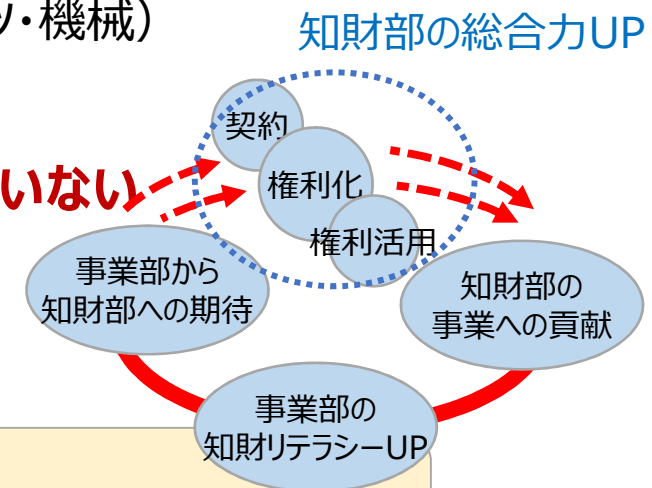 ツ・機械）
知財部の総合力UP
契約
いない
権利化
権利活用
事業部から
知財部への期待
知財部の
事業への貢献
事業部の
知財リテラシーUP